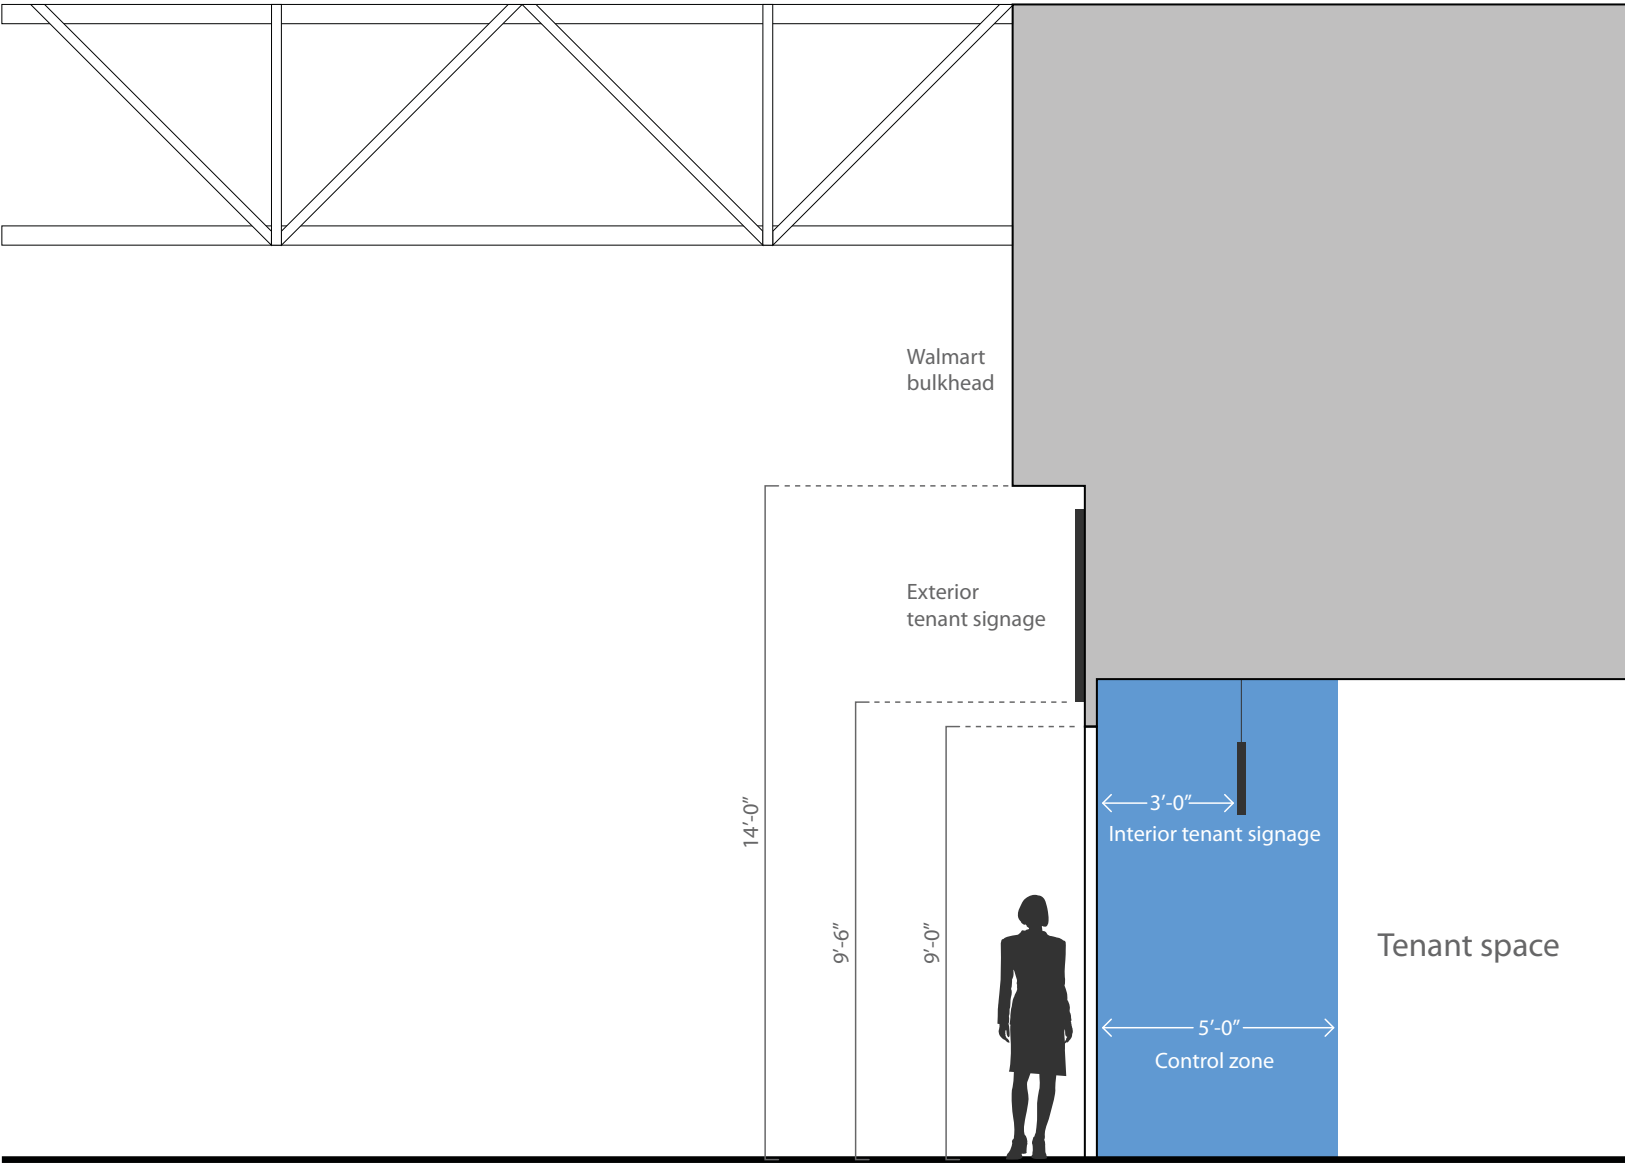 Walmart
bulkhead
Exterior
tenant signage
14’-0”
9’-6”
9’-0”
3’-0”
Interior tenant signage
Tenant space
5’-0”
Control zone